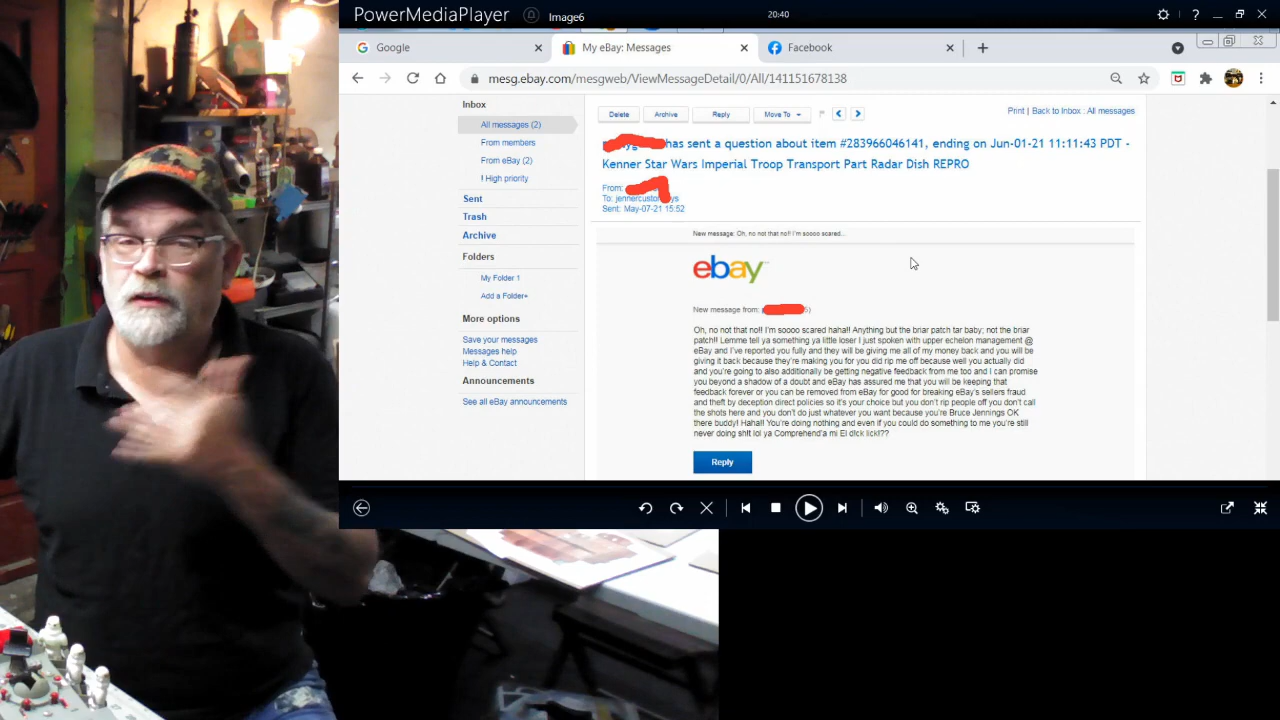 PowerMediaPlayer Image6 20:40
Google My eBay: Messages Facebook
mesg.ebay.com/mesgweb/ViewMessageDetail/0/All/141151678138
Inbox
All messages (2)
From members
From eBay (2)
! High priority
Sent
Trash
Archive
Folders
My Folder 1
Add a Folder+
More options
Save your messages
Messages help
Help & Contact
Announcements
See all eBay announcements
Delete Archive Reply Move To
Print | Back to Inbox : All messages
has sent a question about item #283966046141, ending on Jun-01-21 11:11:43 PDT -
Kenner Star Wars Imperial Troop Transport Part Radar Dish REPRO
From:
To:
Sent: May-07-21 15:52
New message: Oh, no not that no!! I'm soooo scared...
ebay
New message from:
Oh, no not that no!! I'm soooo scared haha!! Anything but the briar patch tar baby; not the briar
patch!! Lemme tell ya something ya little loser I just spoken with upper echelon management @
eBay and I've reported you fully and they will be giving me all of my money back and you will be
giving it back because they're making you for you did rip me off because well you actually did
and you're going to also additionally be getting negative feedback from me too and I can promise
you beyond a shadow of a doubt and eBay has assured me that you will be keeping that
feedback forever or you can be removed from eBay for good for breaking eBay's sellers fraud
and theft by deception direct policies so it's your choice but you don't rip people off you don't call
the shots here and you don't do just whatever you want because you're Bruce Jennings OK
there buddy! Haha!! You're doing nothing and even if you could do something to me you're still
never doing sh!t lol ya Comprehend'a mi El d!ck lick!??
Reply